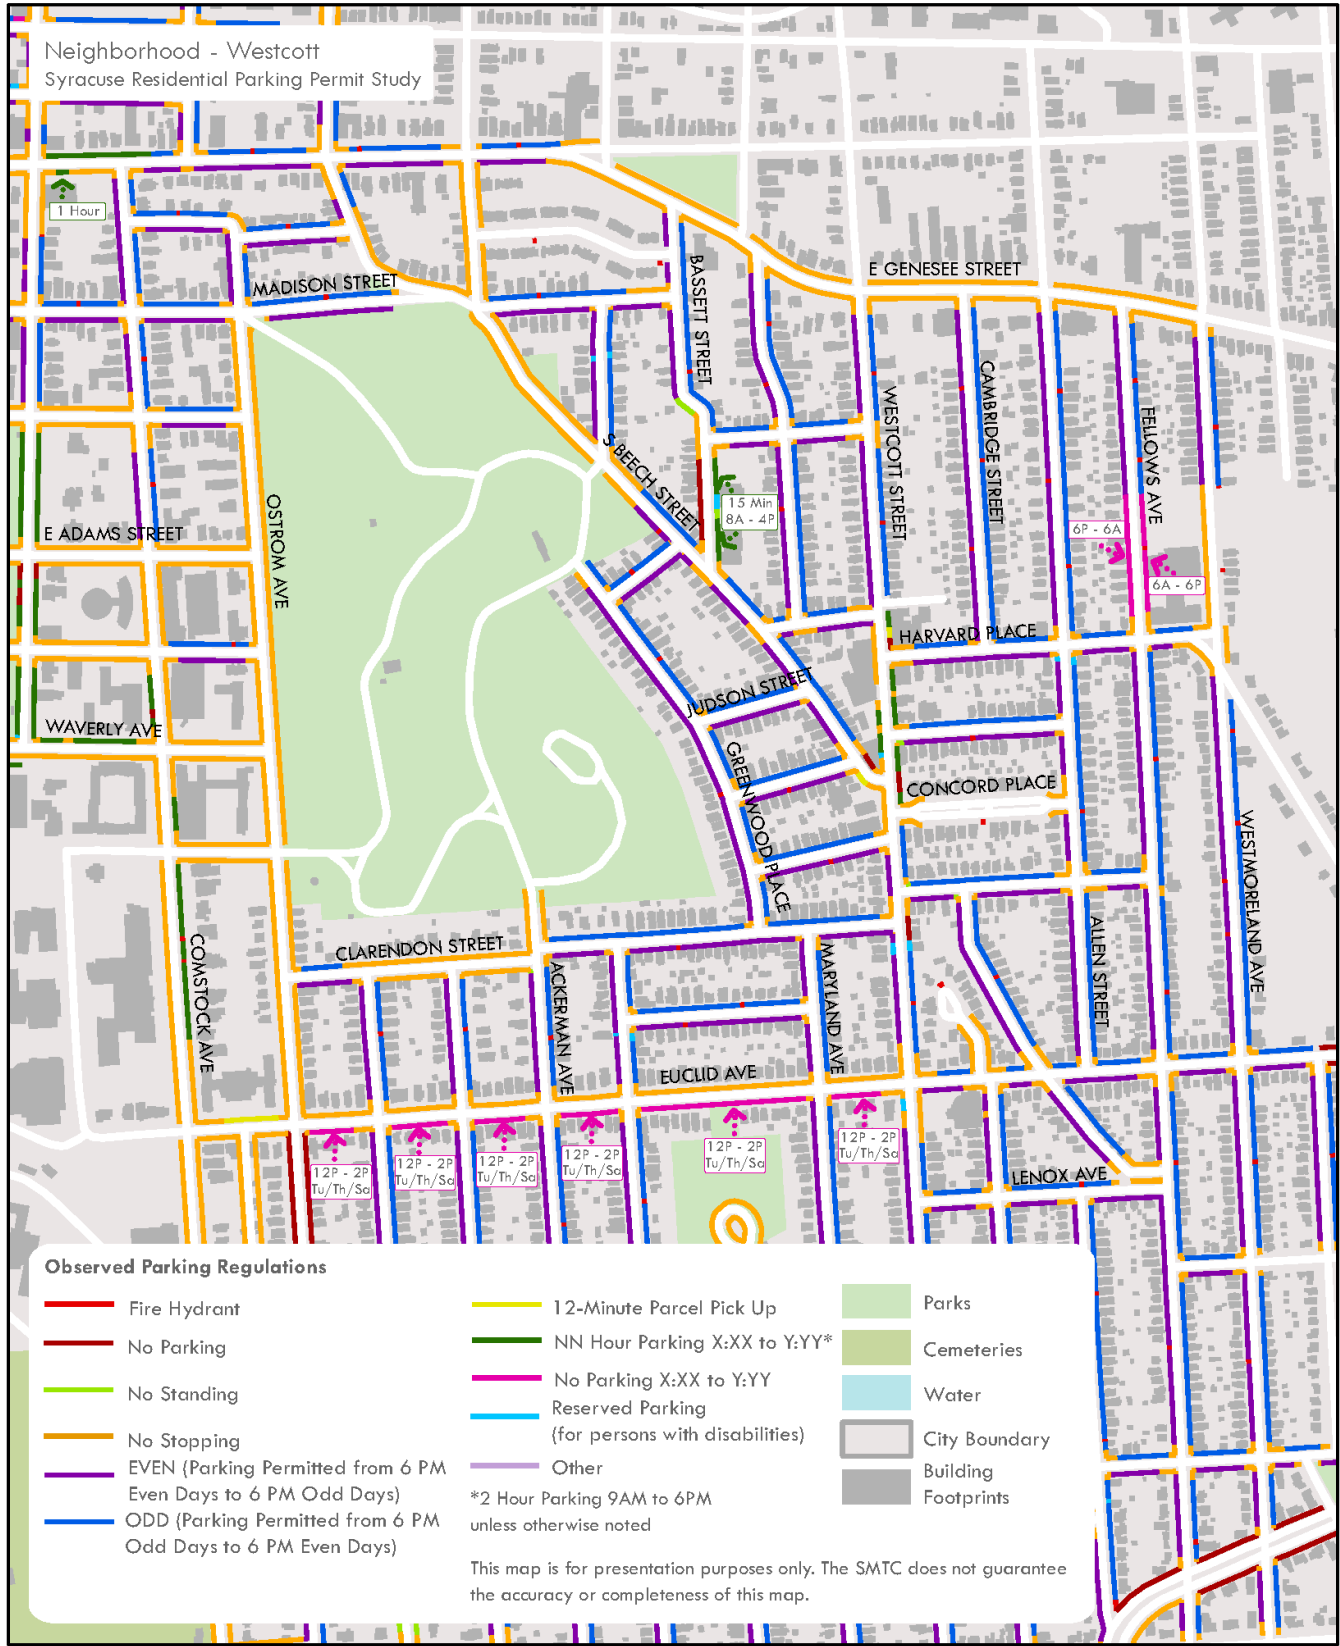 Neighborhood - Westcott
Syracuse Residential Parking Permit Study
1 Hour
MADISON STREET
BASSETT STREET
E GENESEE STREET
WESTCOTT STREET
CAMBRIDGE STREET
FELLOWS AVE
S BEECH STREET
15 Min
8A - 4P
6P - 6A
6A - 6P
E ADAMS STREET
OSTROM AVE
HARVARD PLACE
JUDSON STREET
WAVERLY AVE
GREENWOOD PLACE
CONCORD PLACE
WESTMORELAND AVE
CLARENDON STREET
COMSTOCK AVE
ACKERMAN AVE
MARYLAND AVE
ALLEN STREET
EUCLID AVE
12P - 2P
Tu/Th/Sa
12P - 2P
Tu/Th/Sa
12P - 2P
Tu/Th/Sa
12P - 2P
Tu/Th/Sa
12P - 2P
Tu/Th/Sa
12P - 2P
Tu/Th/Sa
LENOX AVE
Observed Parking Regulations
Fire Hydrant
No Parking
No Standing
No Stopping
EVEN (Parking Permitted from 6 PM
Even Days to 6 PM Odd Days)
ODD (Parking Permitted from 6 PM
Odd Days to 6 PM Even Days)
12-Minute Parcel Pick Up
NN Hour Parking X:XX to Y:YY*
No Parking X:XX to Y:YY
Reserved Parking
(for persons with disabilities)
Other
*2 Hour Parking 9AM to 6PM
unless otherwise noted
Parks
Cemeteries
Water
City Boundary
Building
Footprints
This map is for presentation purposes only. The SMTC does not guarantee
the accuracy or completeness of this map.